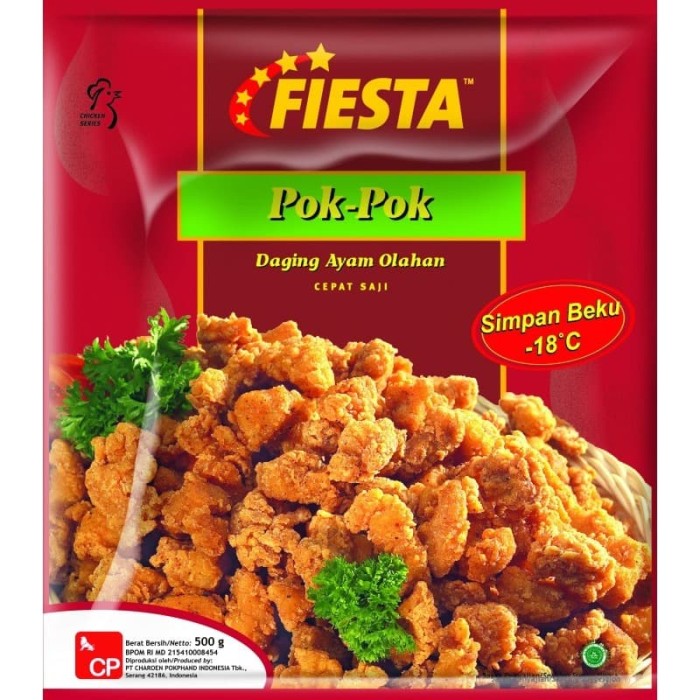 FIESTA™
CHICKEN
SERIES
Pok-Pok
Daging Ayam Olahan
CEPAT SAJI
Simpan Beku
-18°C
CP
Berat Bersih/Netto: 500 g
BPOM RI MD 215410008454
Diproduksi oleh/Produced by:
PT CHAROEN POKPHAND INDONESIA Tbk.,
Serang 42186, Indonesia